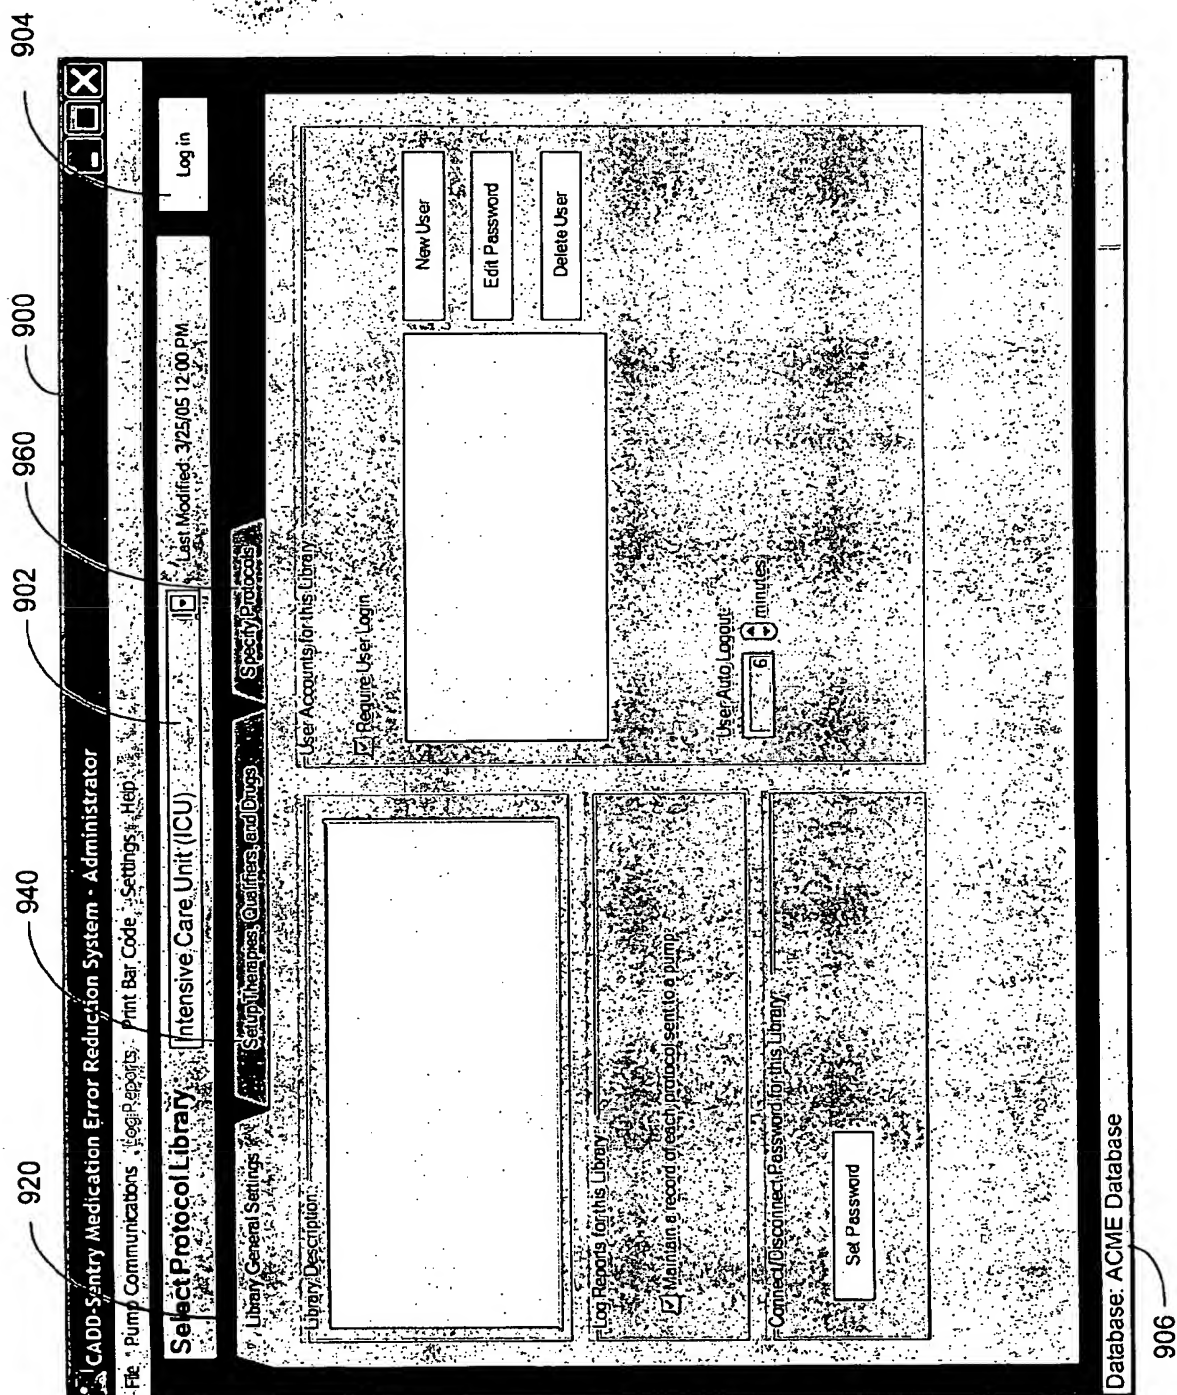 904
900
960
902
940
920
CADD-Sentry Medication Error Reduction System - Administrator
File Pump Communications Log Reports Print Bar Code Settings Help
Select Protocol Library Intensive Care Unit (ICU) Last Modified: 3/25/05 12:00 PM Log in
Library General Settings Setup Therapies, Qualifiers, and Drugs Specify Protocols
Library Description
Log Reports for this Library
Maintain a record of each protocol sent to a pump
Connect/Disconnect Password for this Library
Set Password
User Accounts for this Library
Require User Login
New User
Edit Password
Delete User
User Auto Logout
6 minutes
Database: ACME Database
906